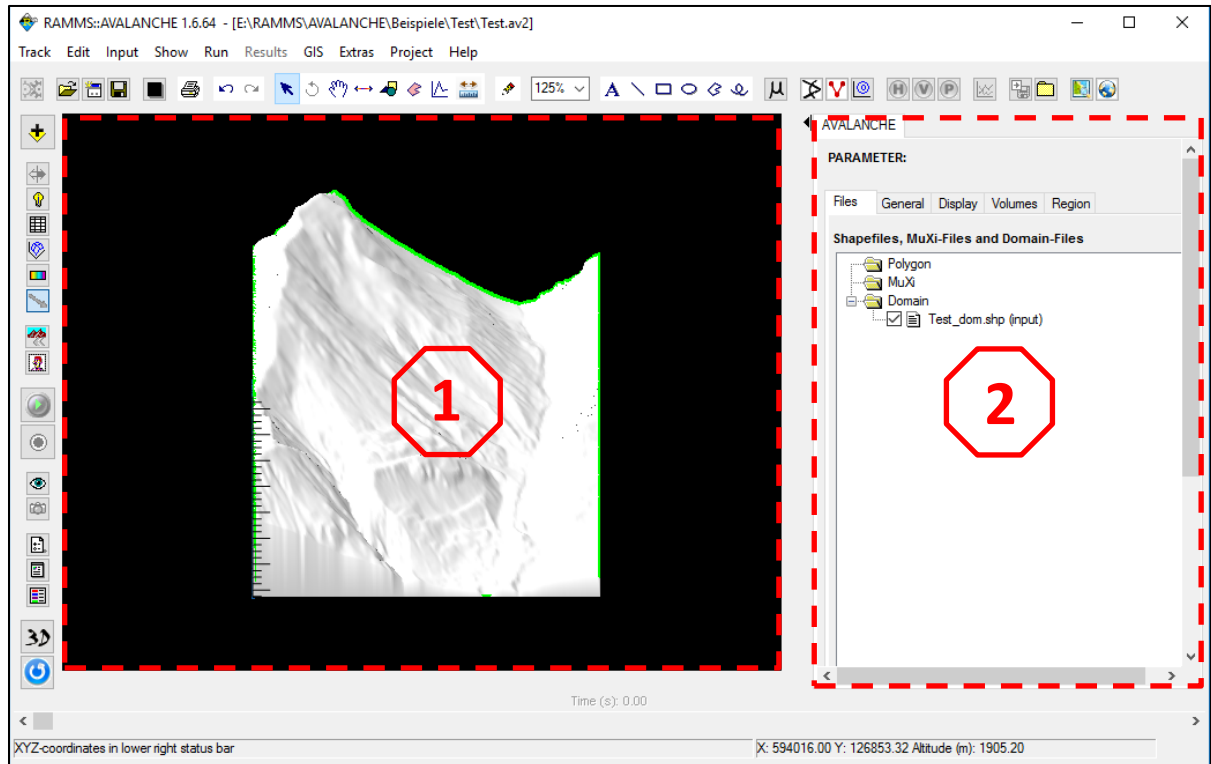 RAMMS::AVALANCHE 1.6.64 - [E:\RAMMS\AVALANCHE\Beispiele\Test\Test.av2]
Track Edit Input Show Run Results GIS Extras Project Help
125% A μ H V P
AVALANCHE
PARAMETER:
Files General Display Volumes Region
Shapefiles, MuXi-Files and Domain-Files
Polygon
MuXi
Domain
Test_dom.shp (input)
1
2
3D
Time (s): 0.00
XYZ-coordinates in lower right status bar X: 594016.00 Y: 126853.32 Altitude (m): 1905.20